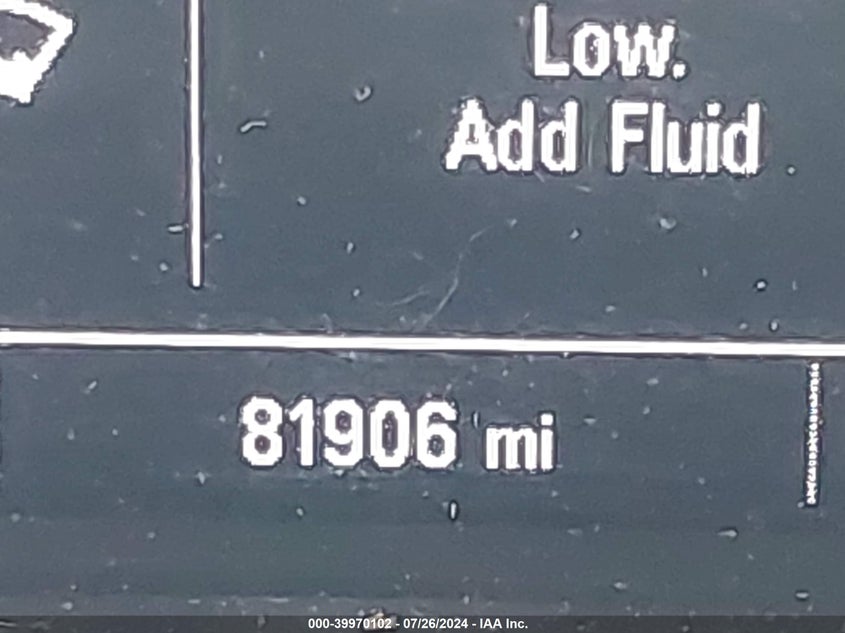 Low.
Add Fluid
81906 mi
000-39970102 - 07/26/2024 - IAA Inc.